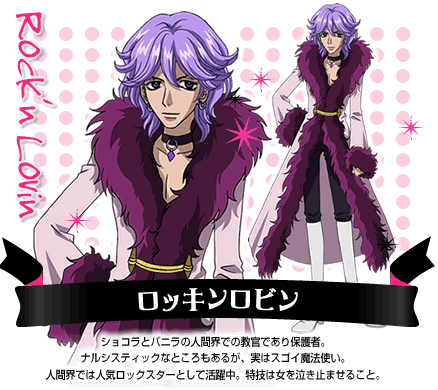 Rock'n Lovin
ロッキンロビン
ショコラとバニラの人間界での教官であり保護者。
ナルシスティックなところもあるが、実はスゴイ魔法使い。
人間界では人気ロックスターとして活躍中。特技は女を泣き止ませること。